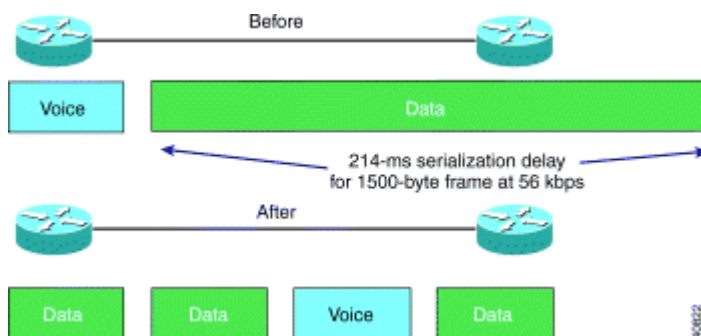 Before
Voice
Data
214-ms serialization delay
for 1500-byte frame at 56 kbps
After
Data
Data
Voice
Data